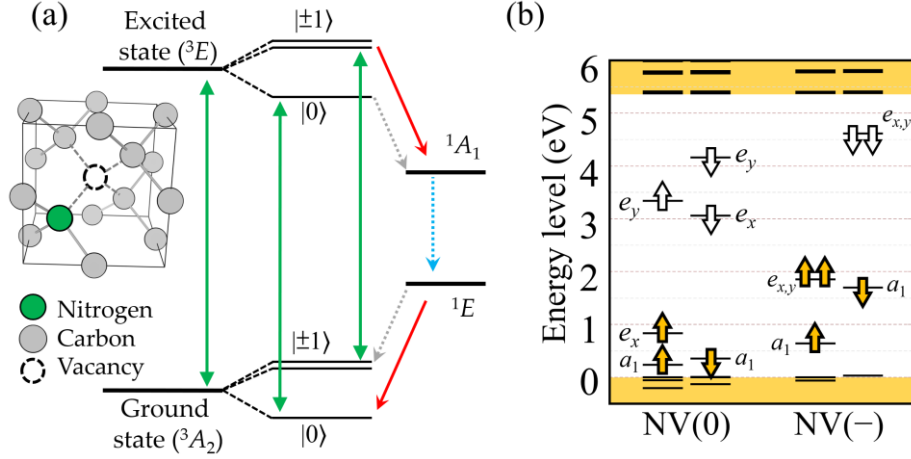 (a)
Excited
state (³E)
|±1⟩
|0⟩
¹A₁
¹E
Nitrogen
Carbon
Vacancy
|±1⟩
Ground
state (³A₂)
|0⟩
(b)
Energy level (eV)
6
5
4
3
2
1
0
e_y
e_y
e_x
e_x
a₁
a₁
e_{x,y}
e_{x,y}
a₁
a₁
NV(0) NV(−)